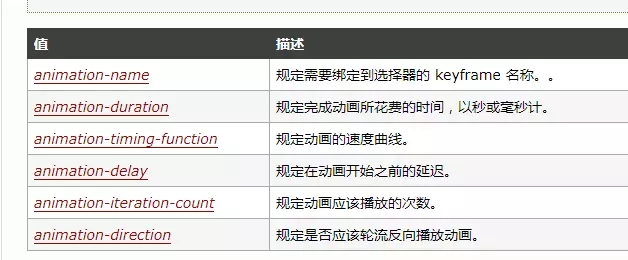 值 描述
animation-name 规定需要绑定到选择器的 keyframe 名称。。
animation-duration 规定完成动画所花费的时间，以秒或毫秒计。
animation-timing-function 规定动画的速度曲线。
animation-delay 规定在动画开始之前的延迟。
animation-iteration-count 规定动画应该播放的次数。
animation-direction 规定是否应该轮流反向播放动画。